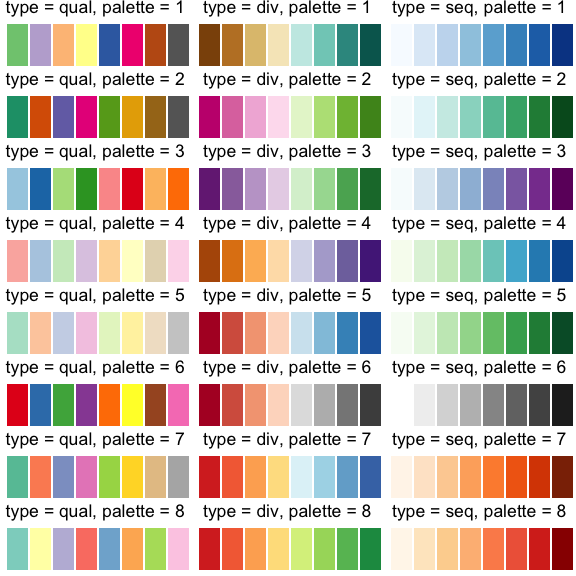 type = qual, palette = 1 type = div, palette = 1 type = seq, palette = 1
type = qual, palette = 2 type = div, palette = 2 type = seq, palette = 2
type = qual, palette = 3 type = div, palette = 3 type = seq, palette = 3
type = qual, palette = 4 type = div, palette = 4 type = seq, palette = 4
type = qual, palette = 5 type = div, palette = 5 type = seq, palette = 5
type = qual, palette = 6 type = div, palette = 6 type = seq, palette = 6
type = qual, palette = 7 type = div, palette = 7 type = seq, palette = 7
type = qual, palette = 8 type = div, palette = 8 type = seq, palette = 8